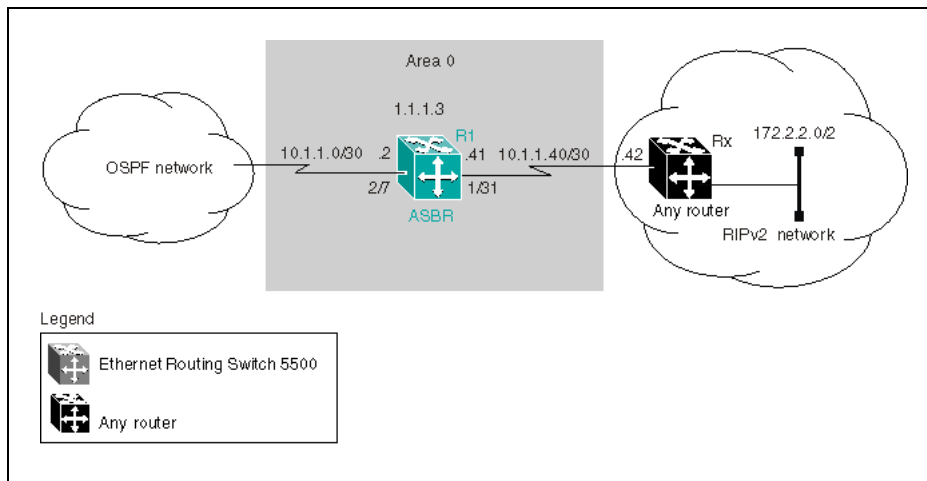 Area 0
1.1.1.3
R1
10.1.1.0/30
.2
.41
10.1.1.40/30
.42
Rx
172.2.2.0/2
OSPF network
2/7
1/31
ASBR
Any router
RIPv2 network
Legend
Ethernet Routing Switch 5500
Any router